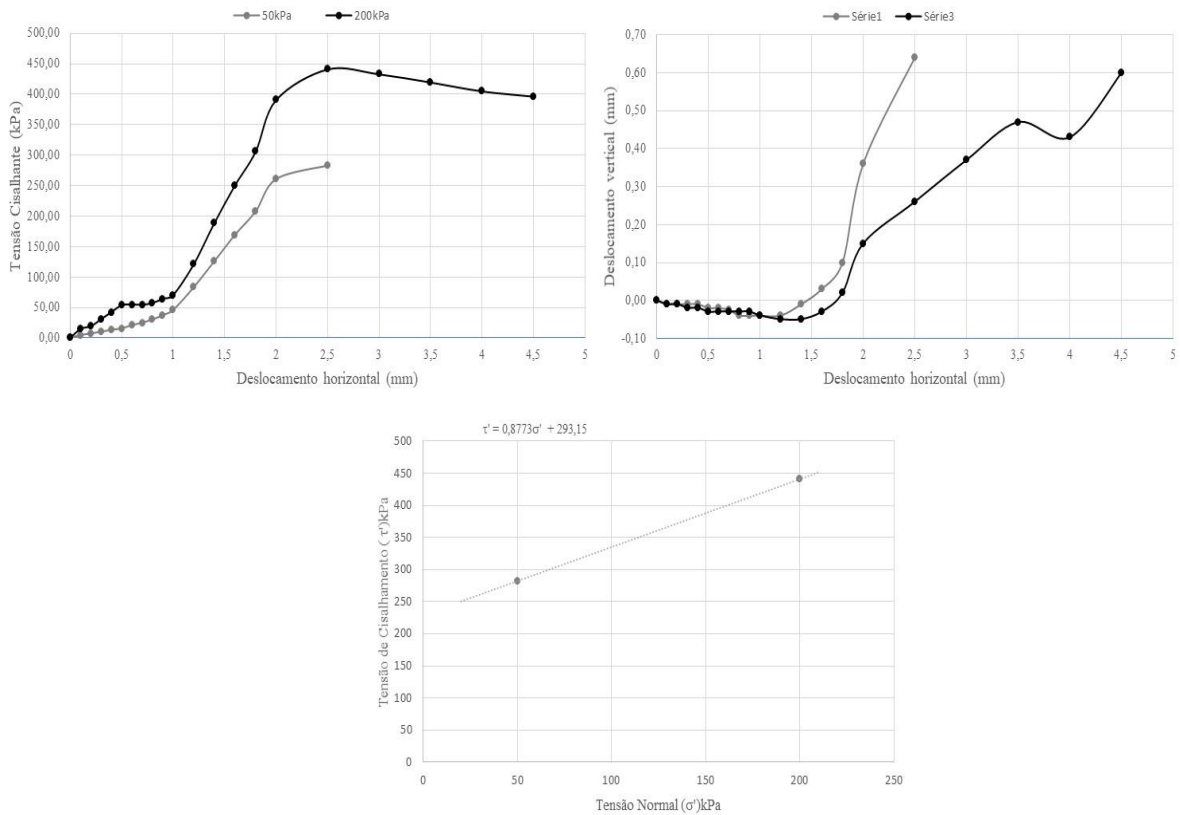 50kPa 200kPa
500,00
450,00
400,00
350,00
300,00
250,00
200,00
150,00
100,00
50,00
0,00
0 0,5 1 1,5 2 2,5 3 3,5 4 4,5 5
Tensão Cisalhante (kPa)
Deslocamento horizontal (mm)
Série1 Série3
0,70
0,60
0,50
0,40
0,30
0,20
0,10
0,00
-0,10
0 0,5 1 1,5 2 2,5 3 3,5 4 4,5 5
Deslocamento vertical (mm)
Deslocamento horizontal (mm)
τ' = 0,8773σ' + 293,15
500
450
400
350
300
250
200
150
100
50
0
0 50 100 150 200 250
Tensão de Cisalhamento ( τ')kPa
Tensão Normal (σ')kPa